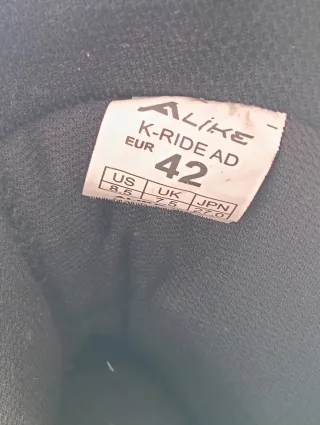 ALIKE
K-RIDE AD
EUR 42
US UK JPN
8.5 7.5 27.0